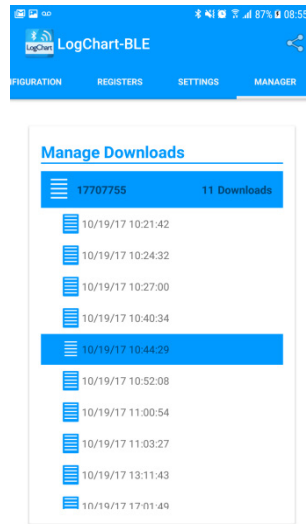 87% 08:55
LogChart LogChart-BLE
FIGURATION REGISTERS SETTINGS MANAGER
Manage Downloads
17707755 11 Downloads
10/19/17 10:21:42
10/19/17 10:24:32
10/19/17 10:27:00
10/19/17 10:40:34
10/19/17 10:44:29
10/19/17 10:52:08
10/19/17 11:00:54
10/19/17 11:03:27
10/19/17 13:11:43
10/19/17 17:01:49